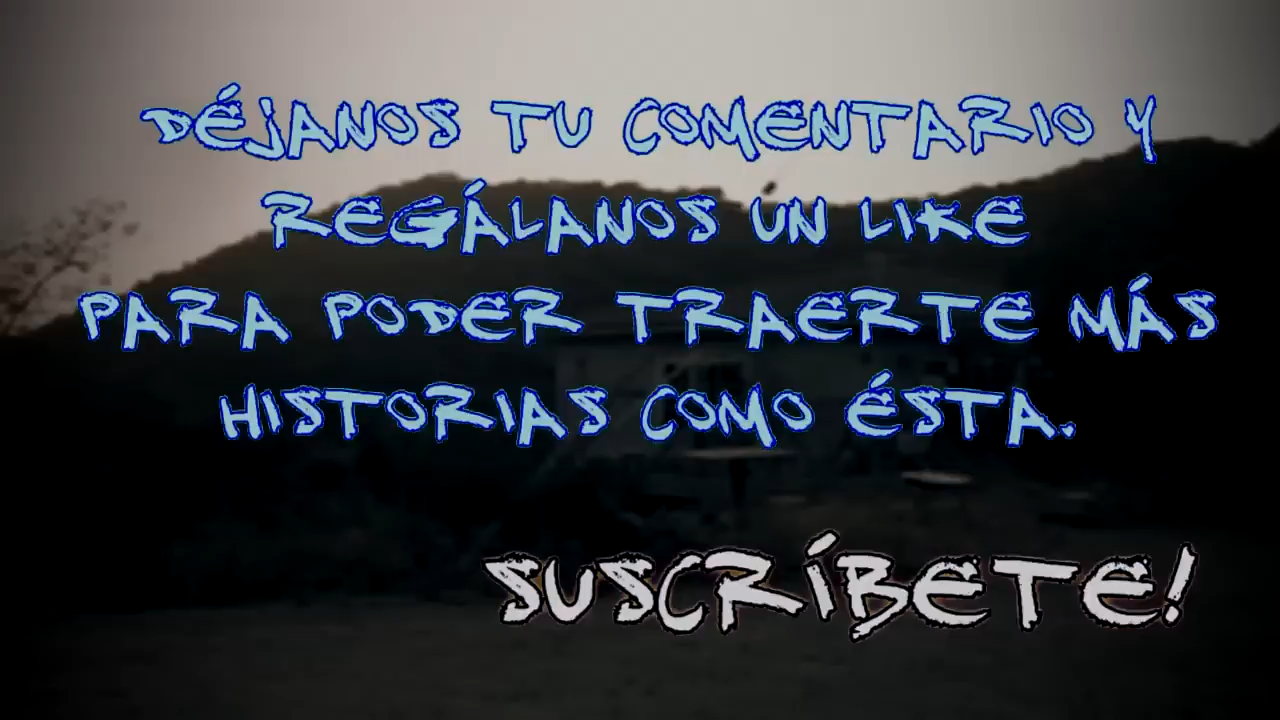 DÉJANOS TU COMENTARIO Y
REGÁLANOS UN LIKE
PARA PODER TRAERTE MÁS
HISTORIAS COMO ÉSTA.
SUSCRÍBETE!